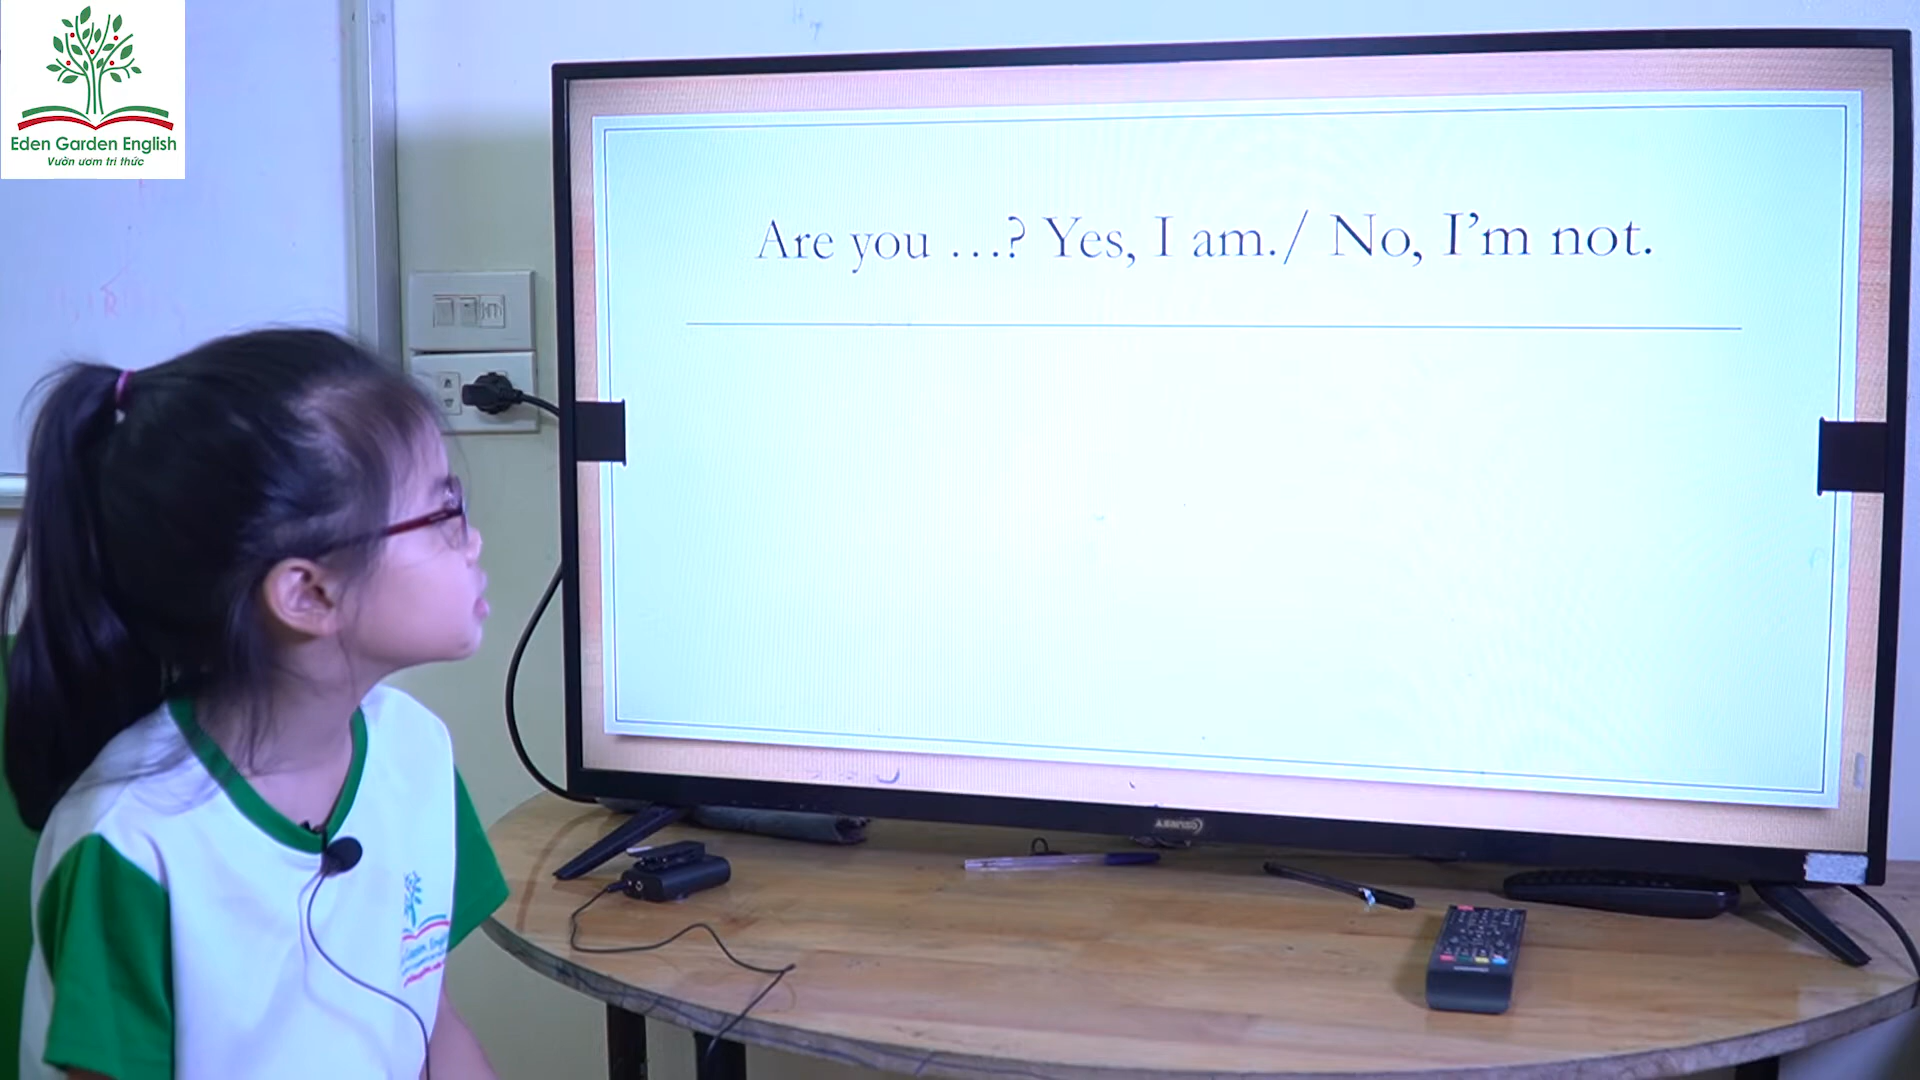 Eden Garden English
Vườn ươm tri thức
Are you ...? Yes, I am./ No, I'm not.